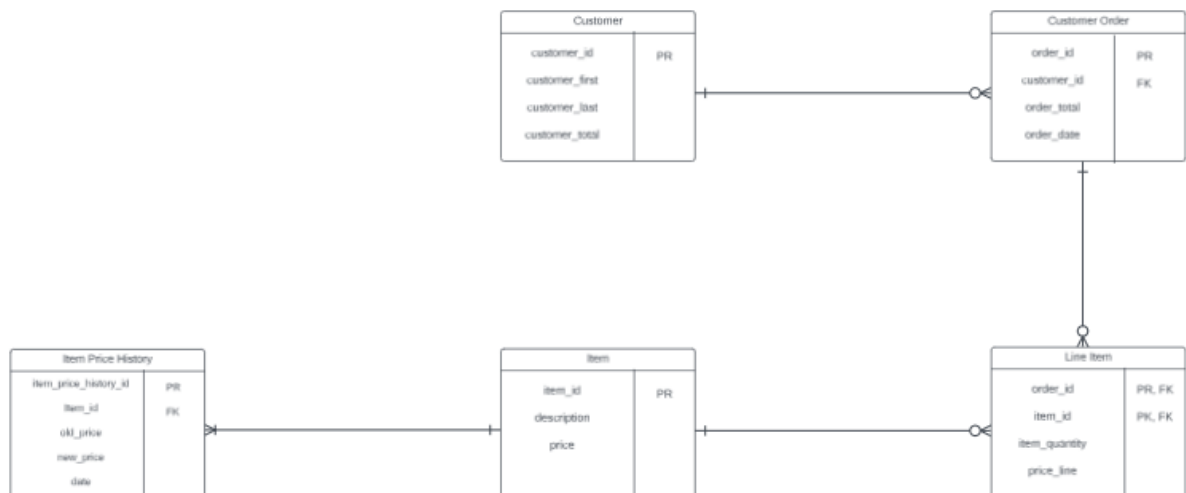 Customer
customer_id PR
customer_first
customer_last
customer_total
Customer Order
order_id PR
customer_id FK
order_total
order_date
Item Price History
item_price_history_id PR
Item_id FK
old_price
new_price
date
Item
item_id PR
description
price
Line Item
order_id PR, FK
item_id PK, FK
item_quantity
price_line